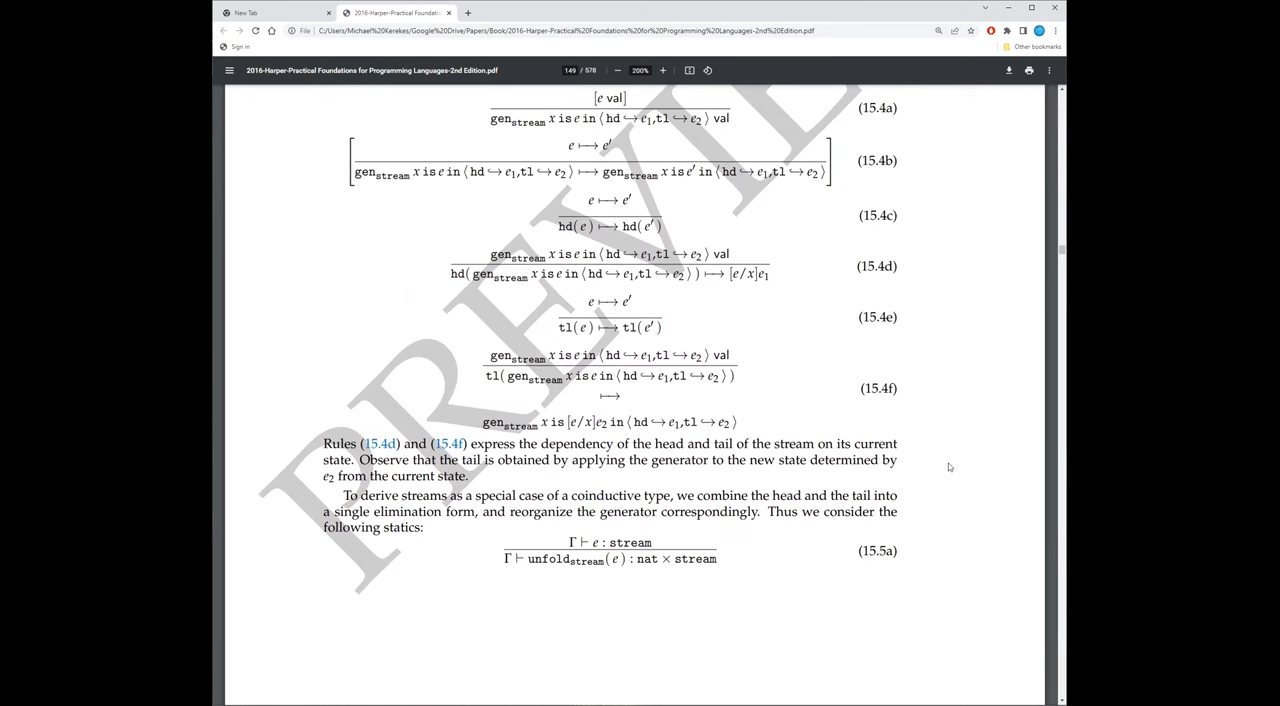 New Tab
2016-Harper-Practical Foundatio
File C:/Users/Michael%20Kerekes/Google%20Drive/Papers/Book/2016-Harper-Practical%20Foundations%20for%20Programming%20Languages-2nd%20Edition.pdf
Sign in
Other bookmarks
2016-Harper-Practical Foundations for Programming Languages-2nd Edition.pdf
149 / 578
200%
PREVIE
[e val]
gen_stream x is e in ⟨hd ↪ e₁, tl ↪ e₂⟩ val
(15.4a)
e ⟼ e′
gen_stream x is e in ⟨hd ↪ e₁, tl ↪ e₂⟩ ⟼ gen_stream x is e′ in ⟨hd ↪ e₁, tl ↪ e₂⟩
(15.4b)
e ⟼ e′
hd(e) ⟼ hd(e′)
(15.4c)
gen_stream x is e in ⟨hd ↪ e₁, tl ↪ e₂⟩ val
hd(gen_stream x is e in ⟨hd ↪ e₁, tl ↪ e₂⟩) ⟼ [e/x]e₁
(15.4d)
e ⟼ e′
tl(e) ⟼ tl(e′)
(15.4e)
gen_stream x is e in ⟨hd ↪ e₁, tl ↪ e₂⟩ val
tl(gen_stream x is e in ⟨hd ↪ e₁, tl ↪ e₂⟩)
⟼
(15.4f)
gen_stream x is [e/x]e₂ in ⟨hd ↪ e₁, tl ↪ e₂⟩
Rules (15.4d) and (15.4f) express the dependency of the head and tail of the stream on its current
state. Observe that the tail is obtained by applying the generator to the new state determined by
e₂ from the current state.
To derive streams as a special case of a coinductive type, we combine the head and the tail into
a single elimination form, and reorganize the generator correspondingly. Thus we consider the
following statics:
Γ ⊢ e : stream
Γ ⊢ unfold_stream(e) : nat × stream
(15.5a)